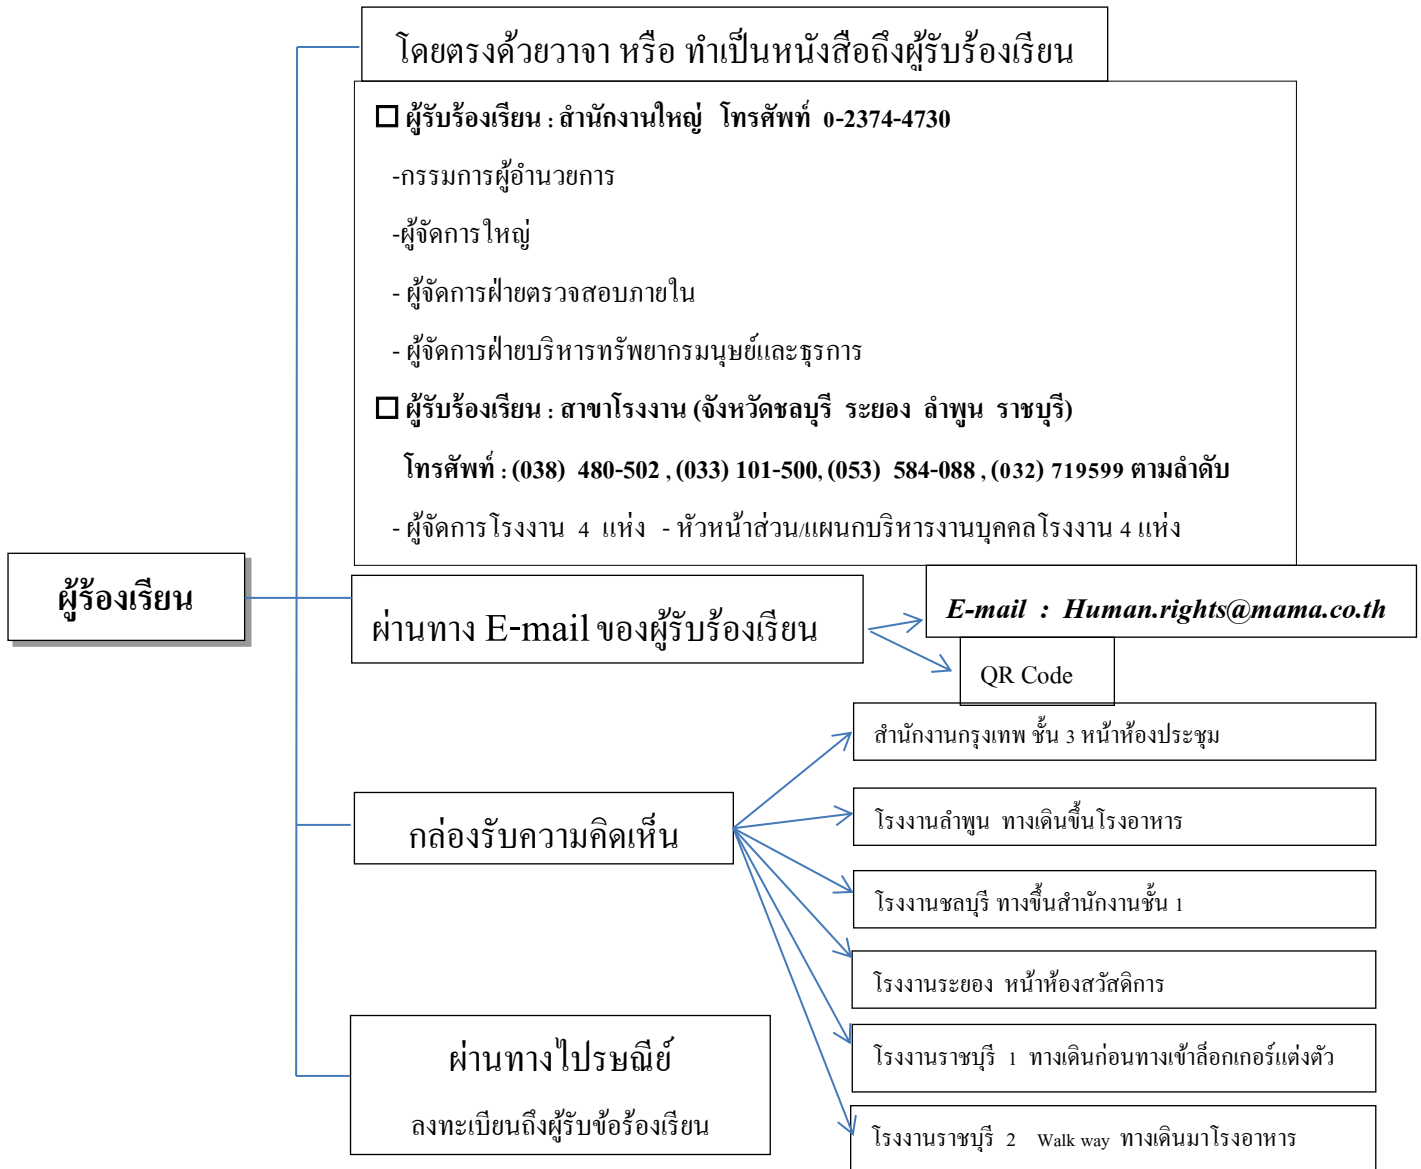 โดยตรงด้วยวาจา หรือ ทำเป็นหนังสือถึงผู้รับร้องเรียน
ผู้รับร้องเรียน : สำนักงานใหญ่ โทรศัพท์ 0-2374-4730
-กรรมการผู้อำนวยการ
-ผู้จัดการใหญ่
- ผู้จัดการฝ่ายตรวจสอบภายใน
- ผู้จัดการฝ่ายบริหารทรัพยากรมนุษย์และธุรการ
ผู้รับร้องเรียน : สาขาโรงงาน (จังหวัดชลบุรี ระยอง ลำพูน ราชบุรี)
โทรศัพท์ : (038) 480-502 , (033) 101-500, (053) 584-088 , (032) 719599 ตามลำดับ
- ผู้จัดการโรงงาน 4 แห่ง - หัวหน้าส่วน/แผนกบริหารงานบุคคลโรงงาน 4 แห่ง
ผู้ร้องเรียน
ผ่านทาง E-mail ของผู้รับร้องเรียน
E-mail : Human.rights@mama.co.th
QR Code
กล่องรับความคิดเห็น
สำนักงานกรุงเทพ ชั้น 3 หน้าห้องประชุม
โรงงานลำพูน ทางเดินขึ้นโรงอาหาร
โรงงานชลบุรี ทางขึ้นสำนักงานชั้น 1
โรงงานระยอง หน้าห้องสวัสดิการ
โรงงานราชบุรี 1 ทางเดินก่อนทางเข้าล็อกเกอร์แต่งตัว
โรงงานราชบุรี 2 Walk way ทางเดินมาโรงอาหาร
ผ่านทางไปรษณีย์
ลงทะเบียนถึงผู้รับข้อร้องเรียน